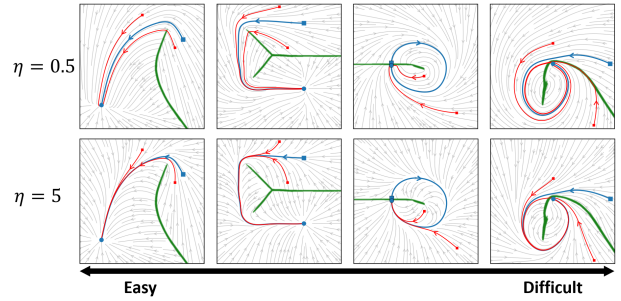 η = 0.5
η = 5
Easy
Difficult